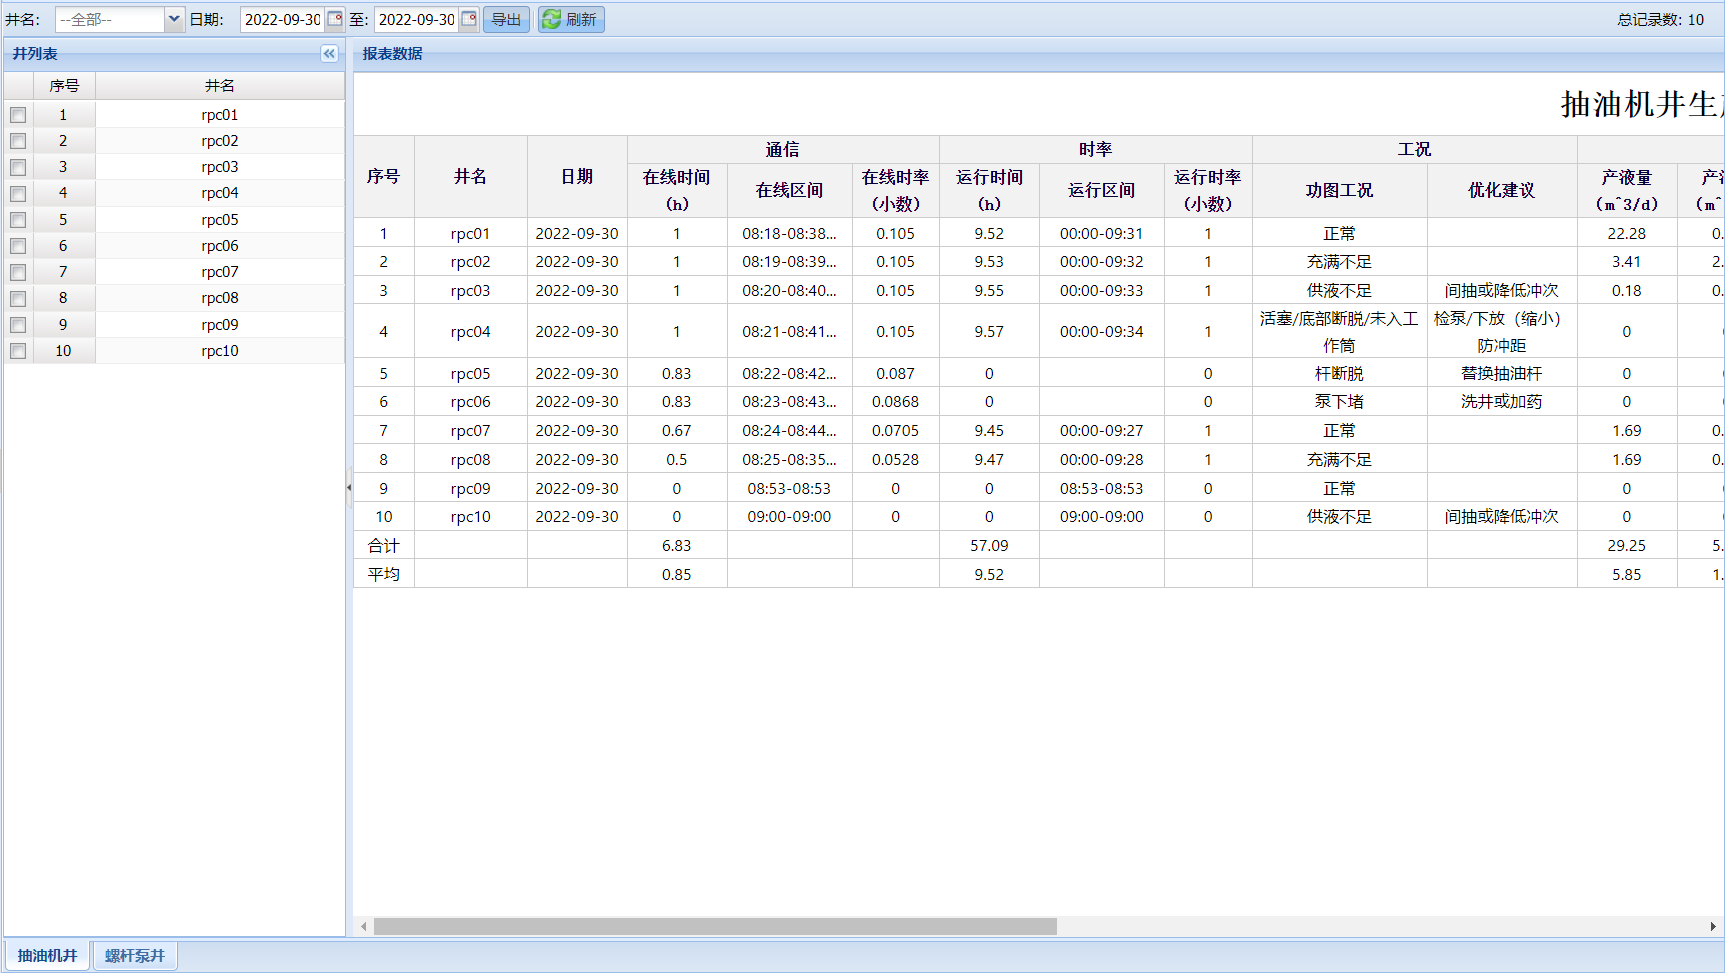 井名: --全部-- 日期: 2022-09-30 至: 2022-09-30 导出 刷新 总记录数: 10
井列表
序号 井名
1 rpc01
2 rpc02
3 rpc03
4 rpc04
5 rpc05
6 rpc06
7 rpc07
8 rpc08
9 rpc09
10 rpc10
报表数据
抽油机井生
序号 井名 日期 通信 时率 工况
在线时间 (h) 在线区间 在线时率 (小数) 运行时间 (h) 运行区间 运行时率 (小数) 功图工况 优化建议 产液量 (m^3/d) 产 (m^
1 rpc01 2022-09-30 1 08:18-08:38... 0.105 9.52 00:00-09:31 1 正常 22.28 0.
2 rpc02 2022-09-30 1 08:19-08:39... 0.105 9.53 00:00-09:32 1 充满不足 3.41 2.
3 rpc03 2022-09-30 1 08:20-08:40... 0.105 9.55 00:00-09:33 1 供液不足 间抽或降低冲次 0.18 0.
4 rpc04 2022-09-30 1 08:21-08:41... 0.105 9.57 00:00-09:34 1 活塞/底部断脱/未入工作筒 检泵/下放（缩小）防冲距 0
5 rpc05 2022-09-30 0.83 08:22-08:42... 0.087 0 0 杆断脱 替换抽油杆 0
6 rpc06 2022-09-30 0.83 08:23-08:43... 0.0868 0 0 泵下堵 洗井或加药 0
7 rpc07 2022-09-30 0.67 08:24-08:44... 0.0705 9.45 00:00-09:27 1 正常 1.69 0.
8 rpc08 2022-09-30 0.5 08:25-08:35... 0.0528 9.47 00:00-09:28 1 充满不足 1.69 0.
9 rpc09 2022-09-30 0 08:53-08:53 0 0 08:53-08:53 0 正常 0
10 rpc10 2022-09-30 0 09:00-09:00 0 0 09:00-09:00 0 供液不足 间抽或降低冲次 0
合计 6.83 57.09 29.25 5.
平均 0.85 9.52 5.85 1.
抽油机井 螺杆泵井